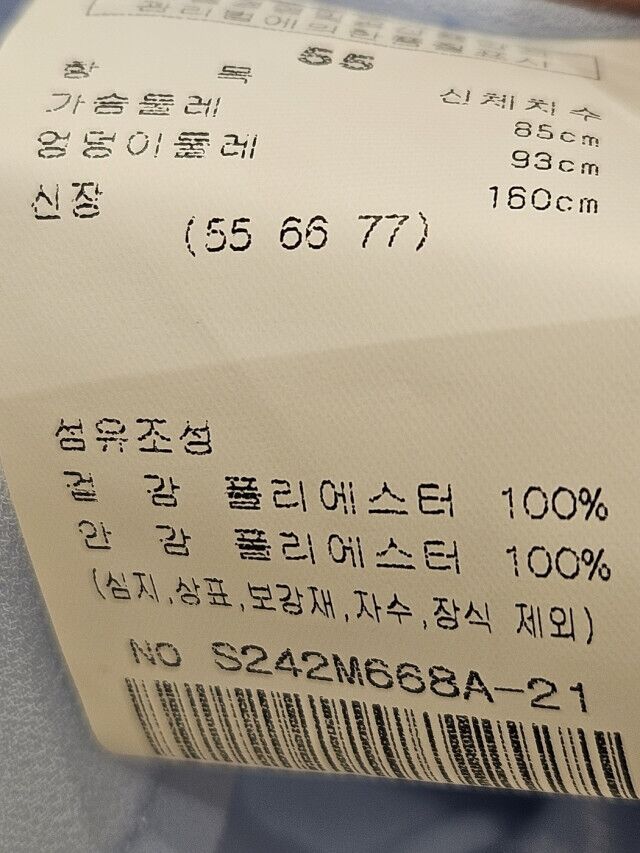 항 목 55 신체치수
가슴둘레 85cm
엉덩이둘레 93cm
신장 160cm
(55 66 77)
섬유조성
겉 감 폴리에스터 100%
안 감 폴리에스터 100%
(심지,상표,보강재,자수,장식 제외)
NO S242M668A-21